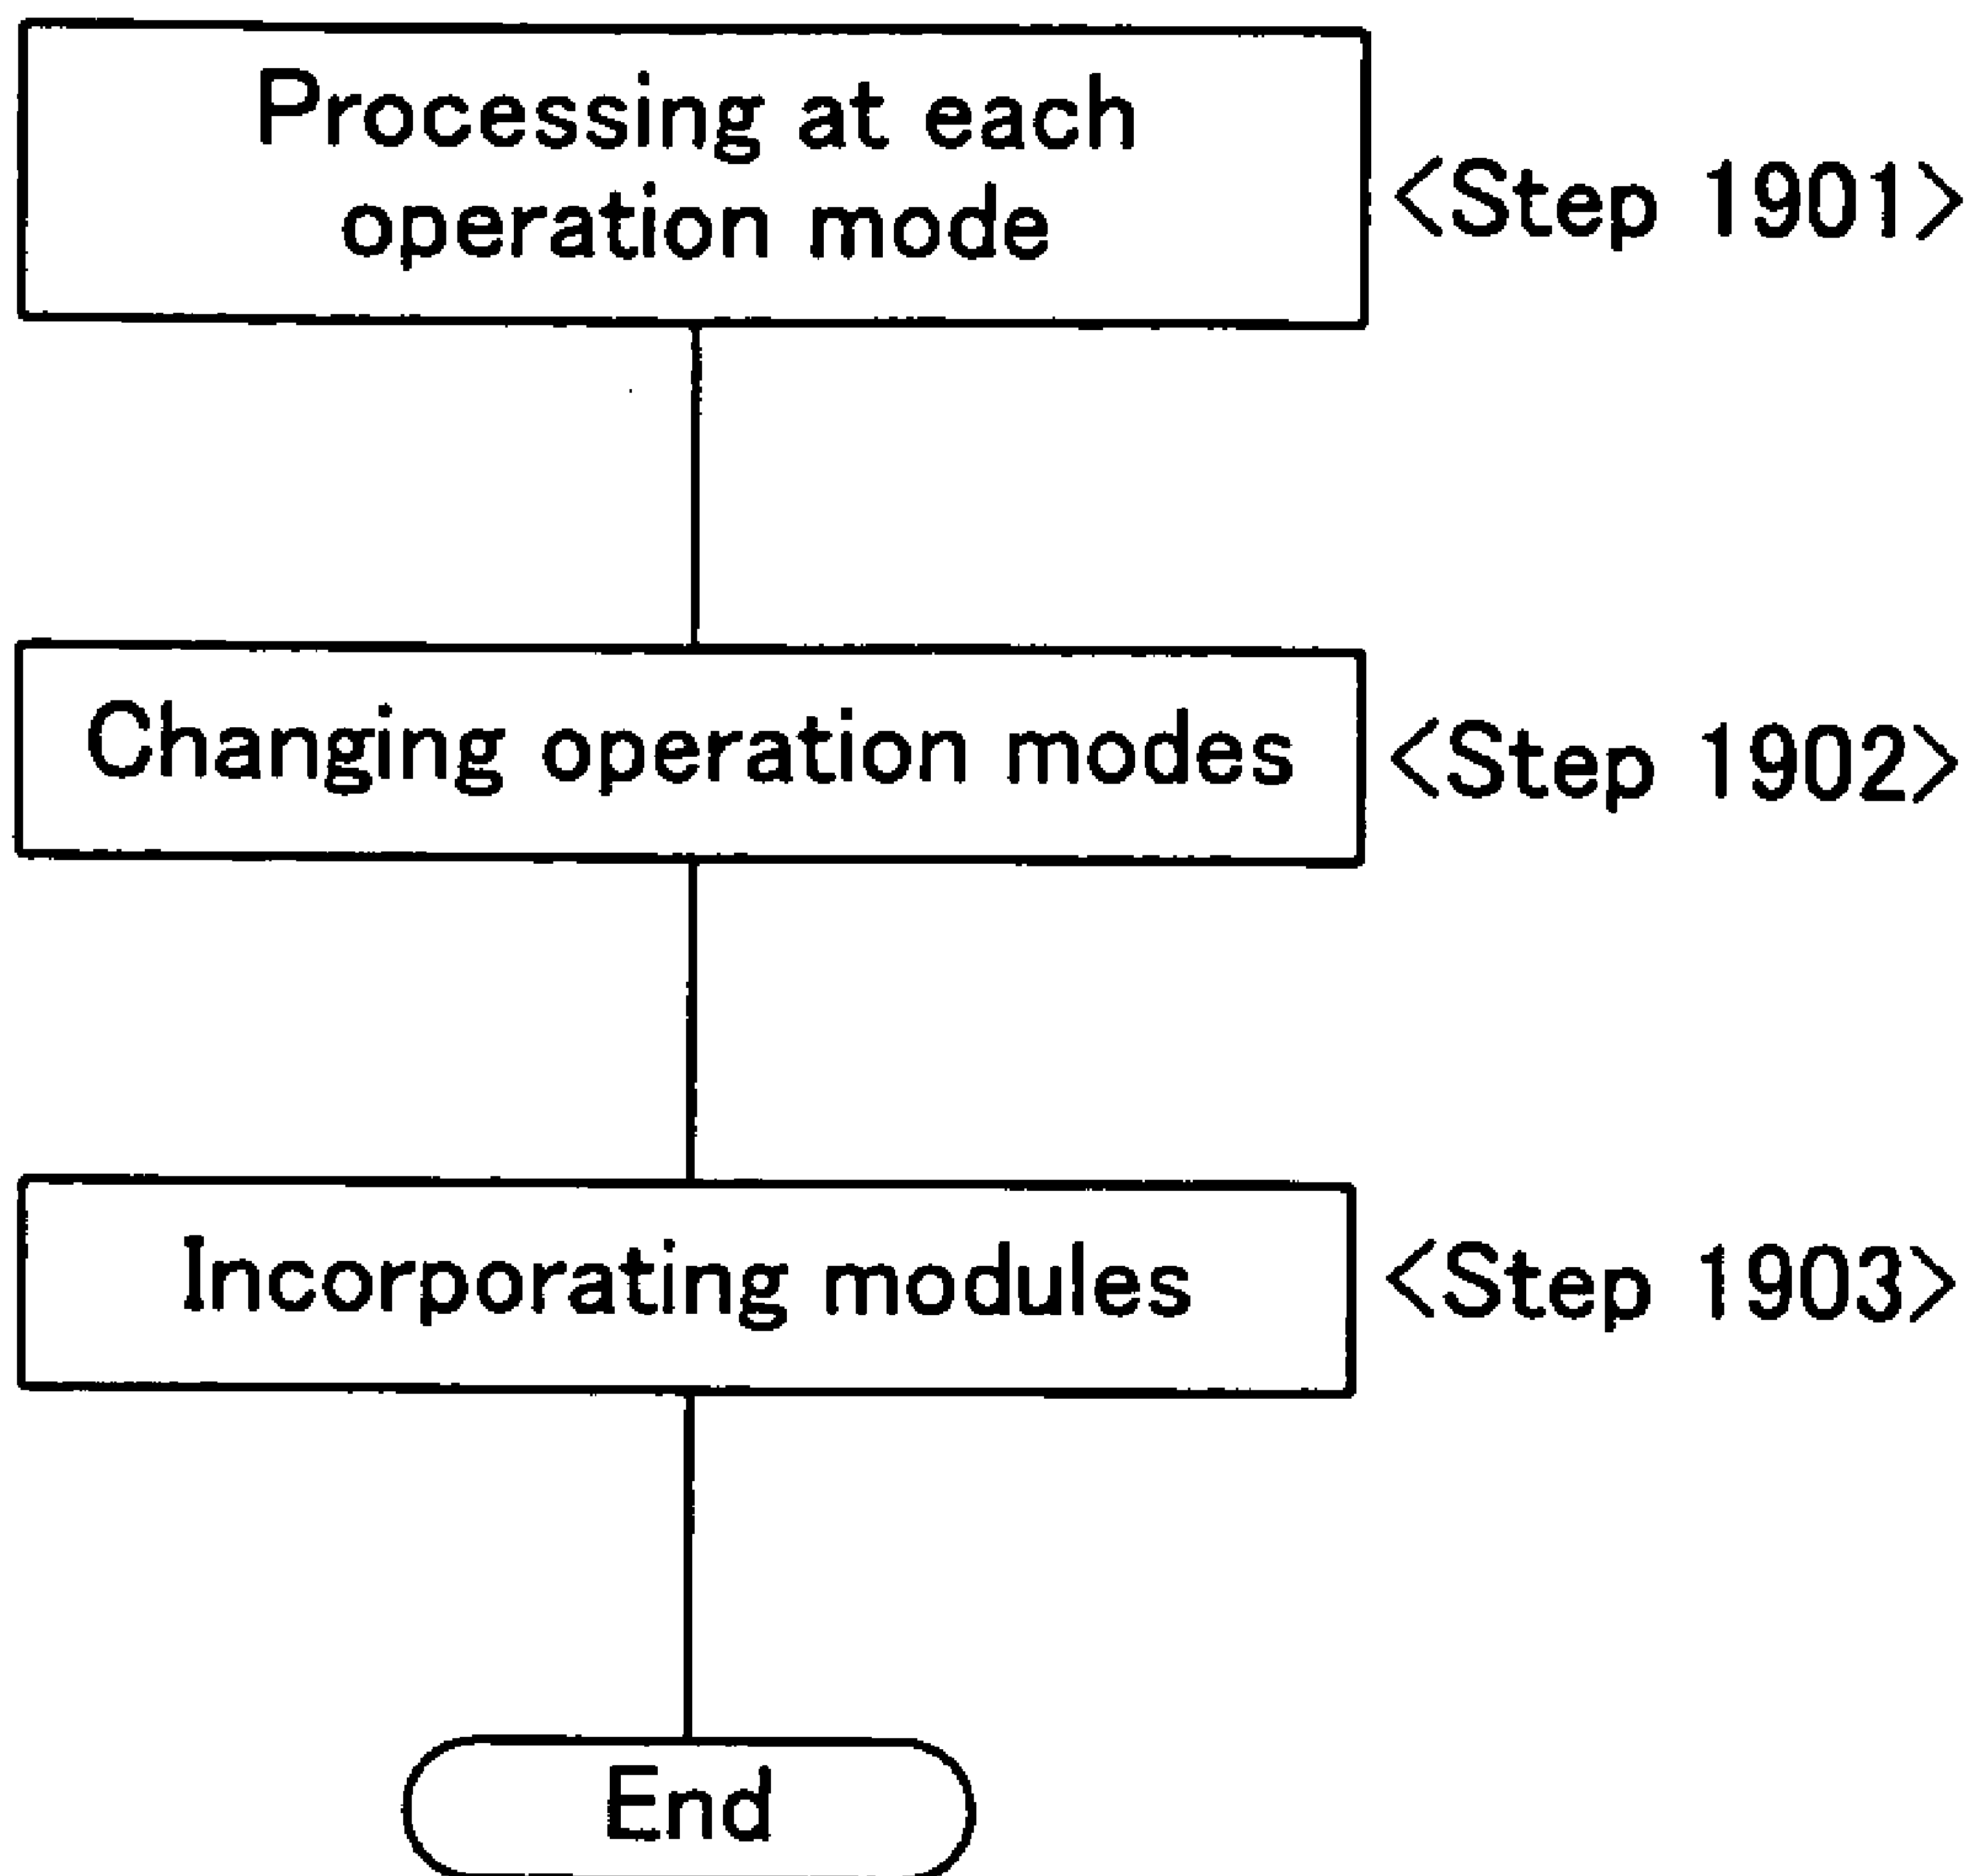 Processing at each
operation mode
<Step 1901>
Changing operation modes
<Step 1902>
Incorporating modules
<Step 1903>
End